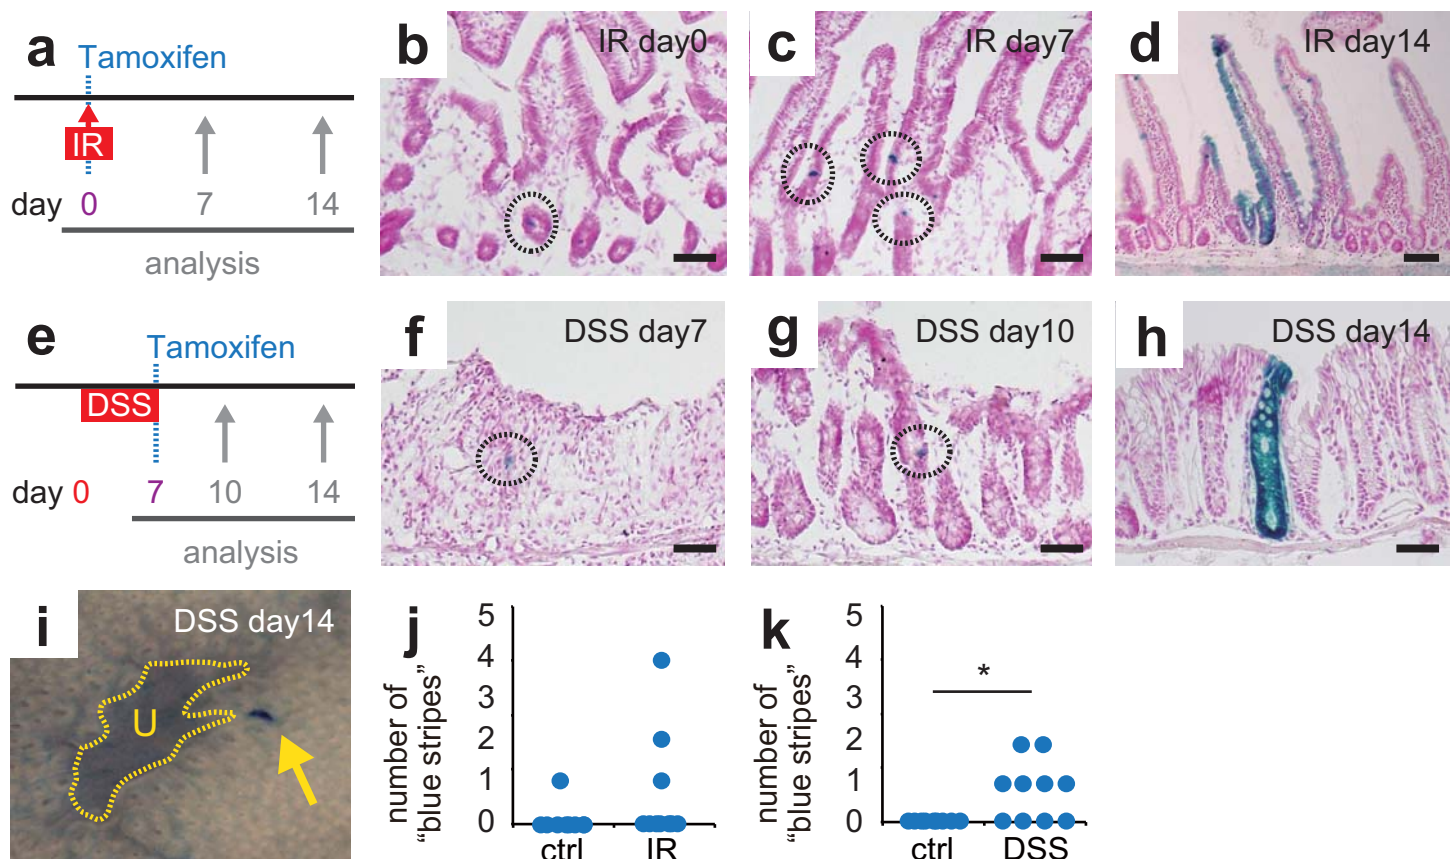 a
Tamoxifen
IR
day 0 7 14
analysis
b
IR day0
c
IR day7
d
IR day14
e
Tamoxifen
DSS
day 0 7 10 14
analysis
f
DSS day7
g
DSS day10
h
DSS day14
i
DSS day14
U
j
number of
“blue stripes”
5
4
3
2
1
0
ctrl IR
k
number of
“blue stripes”
5
4
3
2
1
0
*
ctrl DSS